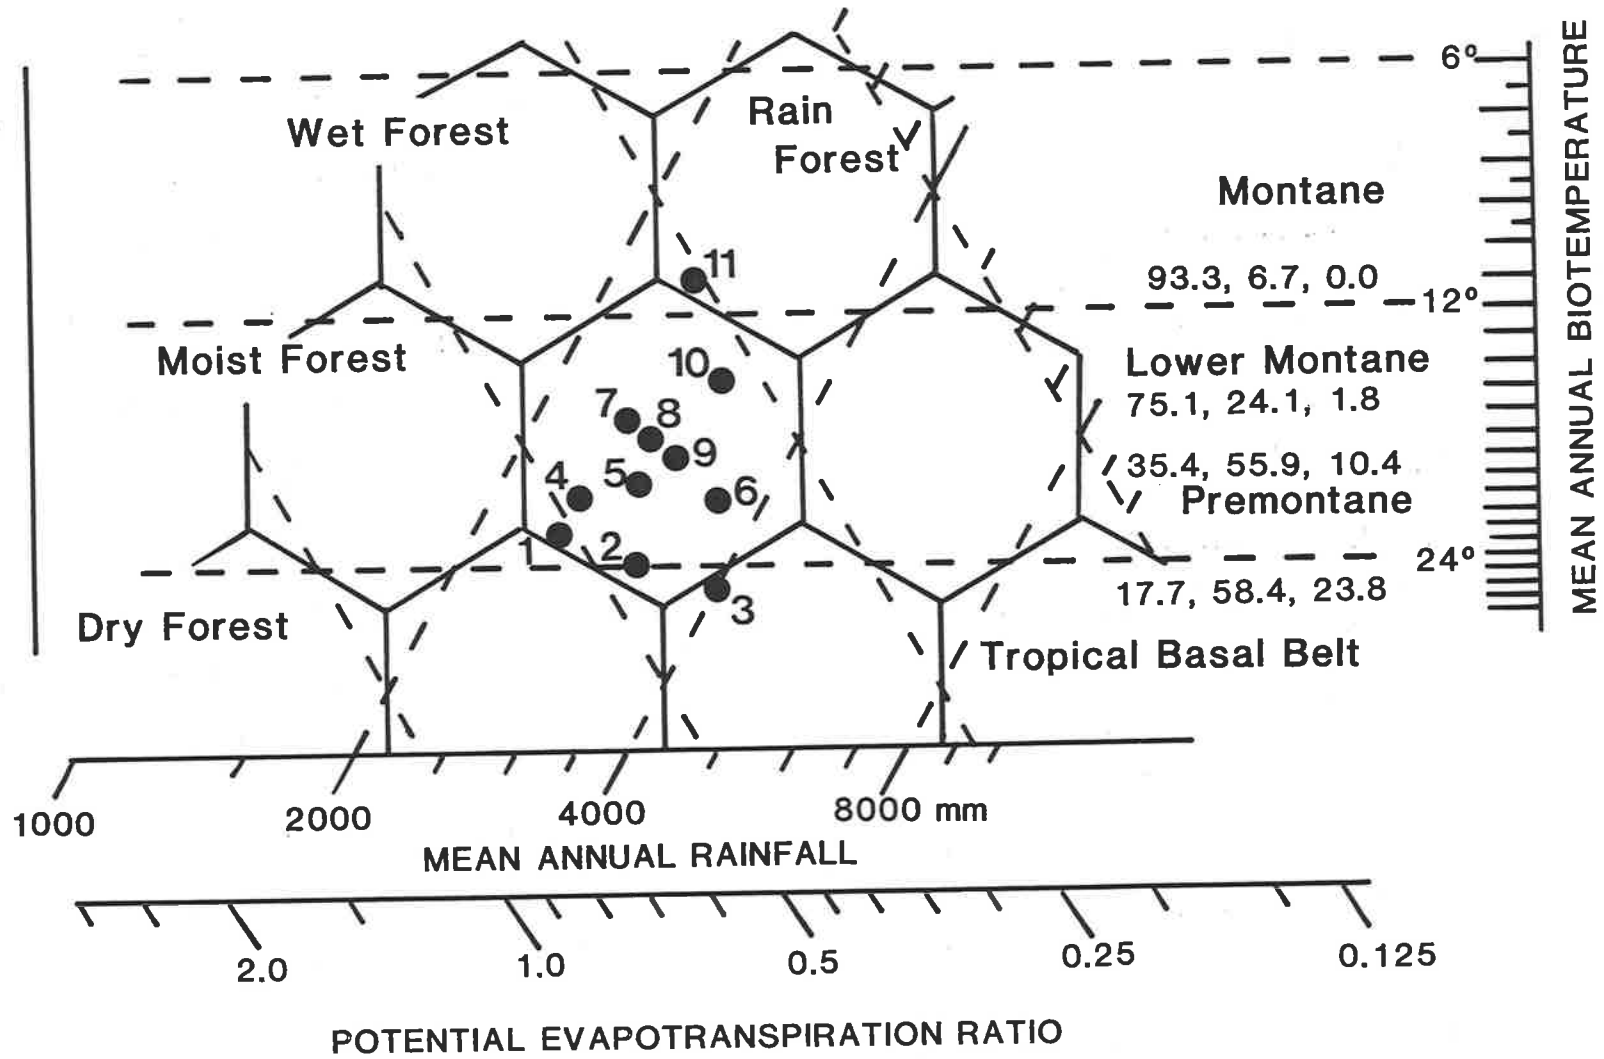 6°
Wet Forest
Rain
Forest
Montane
11
93.3, 6.7, 0.0
12°
Moist Forest
Lower Montane
10
75.1, 24.1, 1.8
7
8
9
35.4, 55.9, 10.4
4
5
6
Premontane
1
2
24°
3
17.7, 58.4, 23.8
Dry Forest
Tropical Basal Belt
MEAN ANNUAL BIOTEMPERATURE
1000
2000
4000
8000 mm
MEAN ANNUAL RAINFALL
2.0
1.0
0.5
0.25
0.125
POTENTIAL EVAPOTRANSPIRATION RATIO